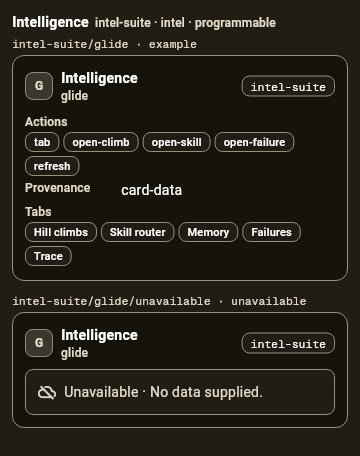 Intelligence intel-suite · intel · programmable
intel-suite/glide · example
G Intelligence intel-suite
glide
Actions
tab open-climb open-skill open-failure
refresh
Provenance card-data
Tabs
Hill climbs Skill router Memory Failures
Trace
intel-suite/glide/unavailable · unavailable
G Intelligence intel-suite
glide
Unavailable · No data supplied.